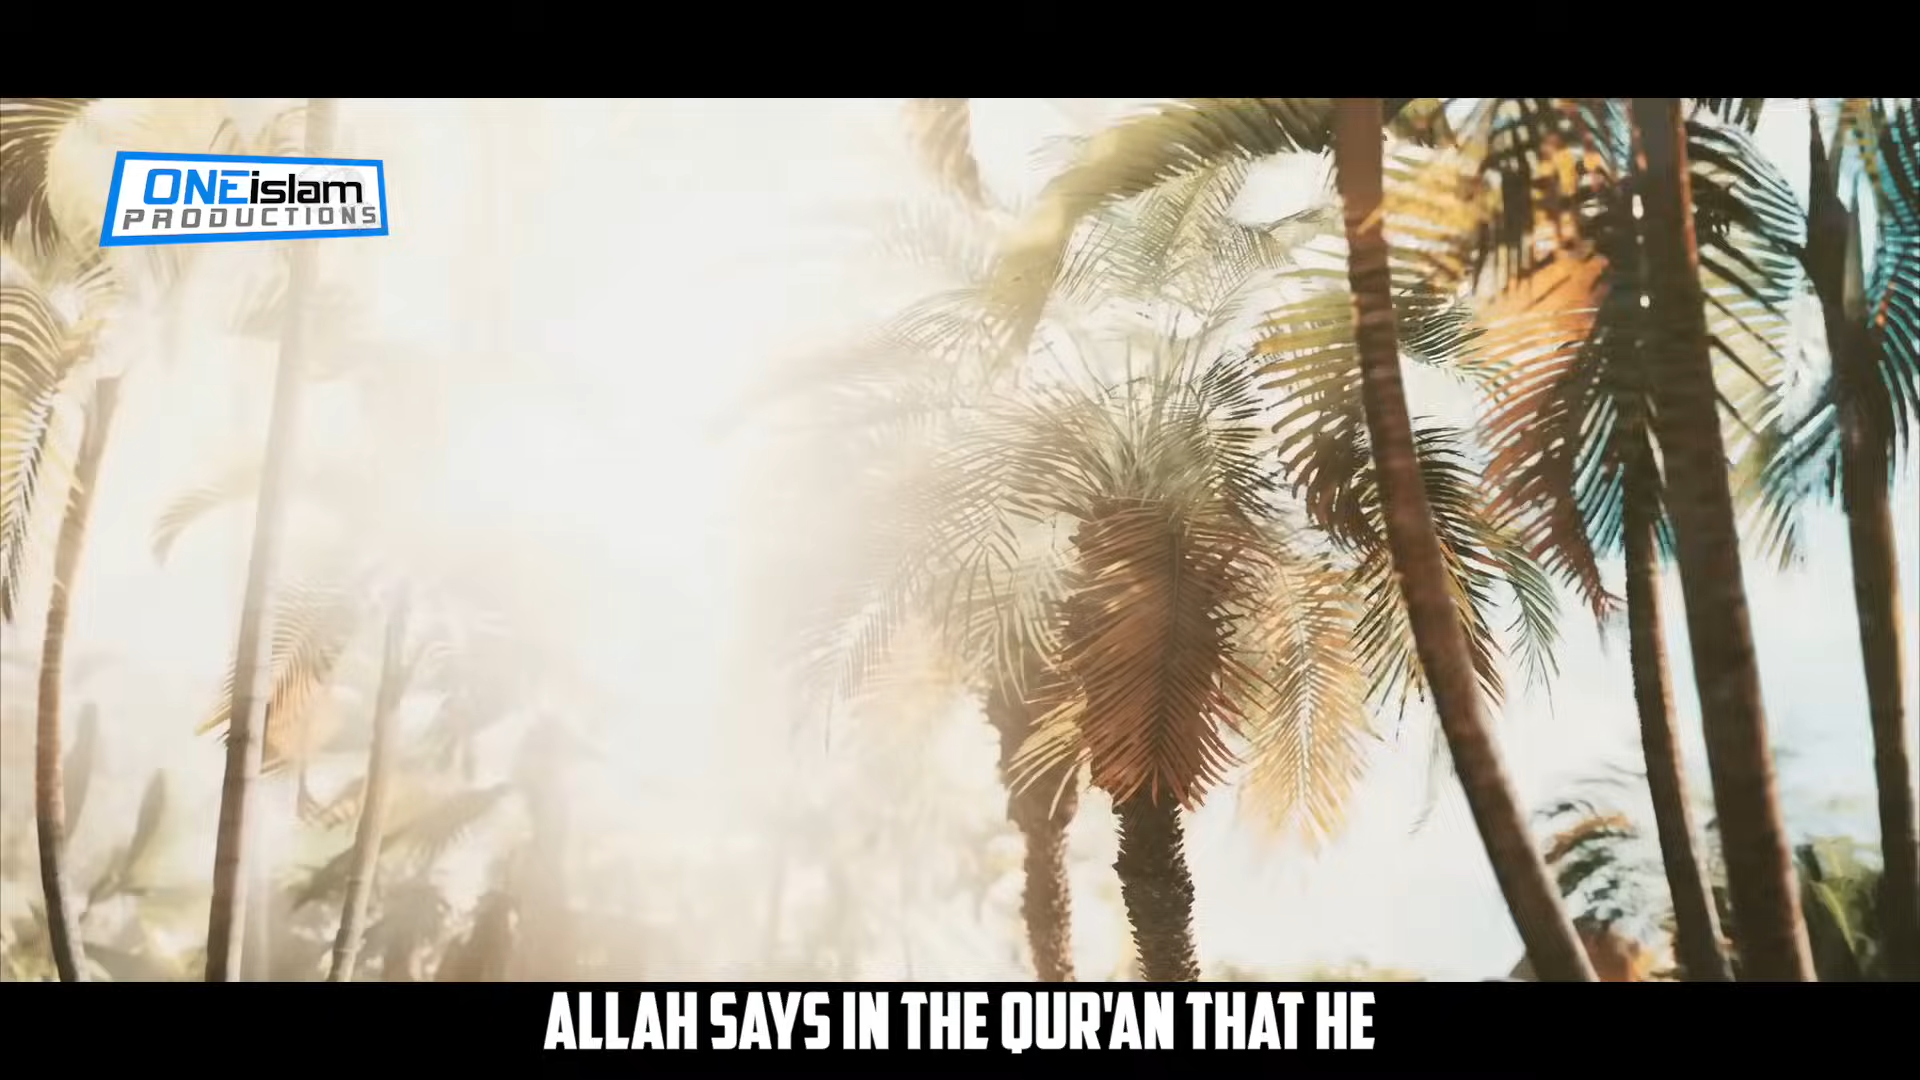 ONEislam
PRODUCTIONS
ALLAH SAYS IN THE QUR'AN THAT HE